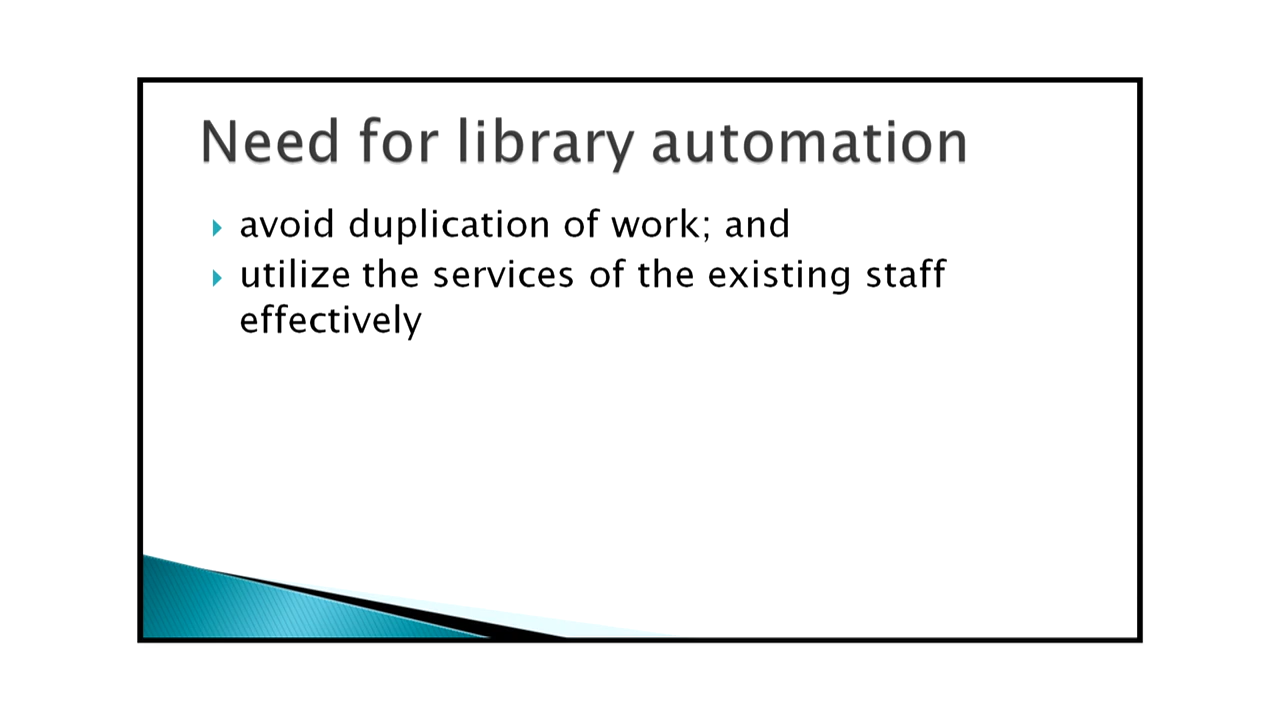 Need for library automation
avoid duplication of work; and
utilize the services of the existing staff
effectively